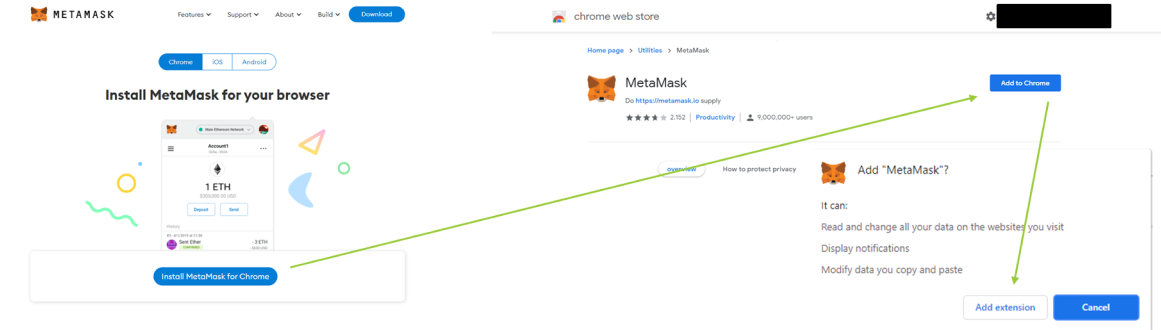 METAMASK
Features Support About Build Download
Chrome iOS Android
Install MetaMask for your browser
Main Ethereum Network
Account1
1 ETH
Deposit Send
History
Sent Ether
-3 ETH
CONFIRMED
Install MetaMask for Chrome
chrome web store
Home page > Utilities > MetaMask
MetaMask
Add to Chrome
Do https://metamask.io supply
2.152 Productivity 9,000,000+ users
overview How to protect privacy
Add "MetaMask"?
It can:
Read and change all your data on the websites you visit
Display notifications
Modify data you copy and paste
Add extension Cancel